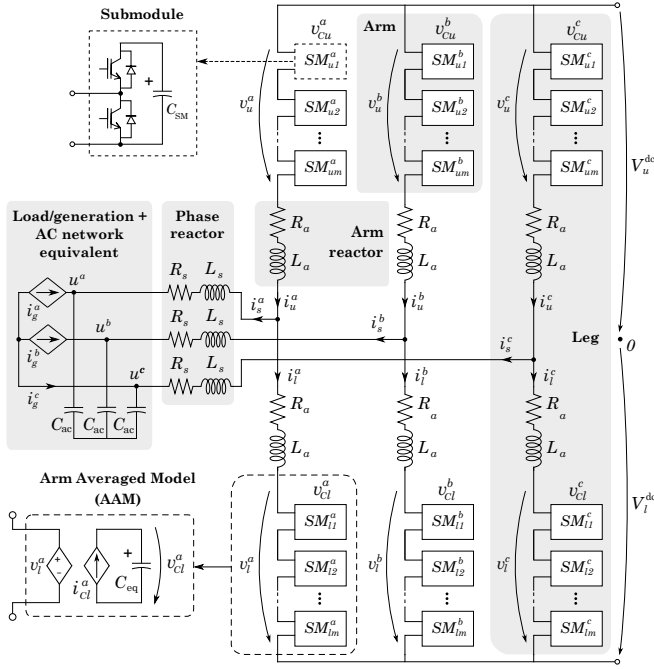 Submodule
C_SM
+
v_Cu^a
Arm
v_Cu^b
v_Cu^c
SM_u1^a
SM_u1^b
SM_u1^c
v_u^a
SM_u2^a
v_u^b
SM_u2^b
v_u^c
SM_u2^c
SM_um^a
SM_um^b
SM_um^c
V_u^dc
Load/generation +
AC network
equivalent
Phase
reactor
R_a
Arm
reactor
R_a
R_a
L_a
L_a
L_a
u^a
R_s
L_s
i_s^a
i_u^a
i_u^b
i_u^c
i_g^a
u^b
R_s
L_s
i_s^b
i_s^c
Leg
0
i_g^b
u^c
R_s
L_s
i_g^c
i_l^a
i_l^b
i_l^c
C_ac
C_ac
C_ac
R_a
R_a
R_a
L_a
L_a
L_a
Arm Averaged Model
(AAM)
v_Cl^a
v_Cl^b
v_Cl^c
V_l^dc
SM_l1^a
SM_l1^b
SM_l1^c
v_l^a
+
-
i_Cl^a
+
C_eq
v_Cl^a
v_l^a
SM_l2^a
v_l^b
SM_l2^b
v_l^c
SM_l2^c
SM_lm^a
SM_lm^b
SM_lm^c